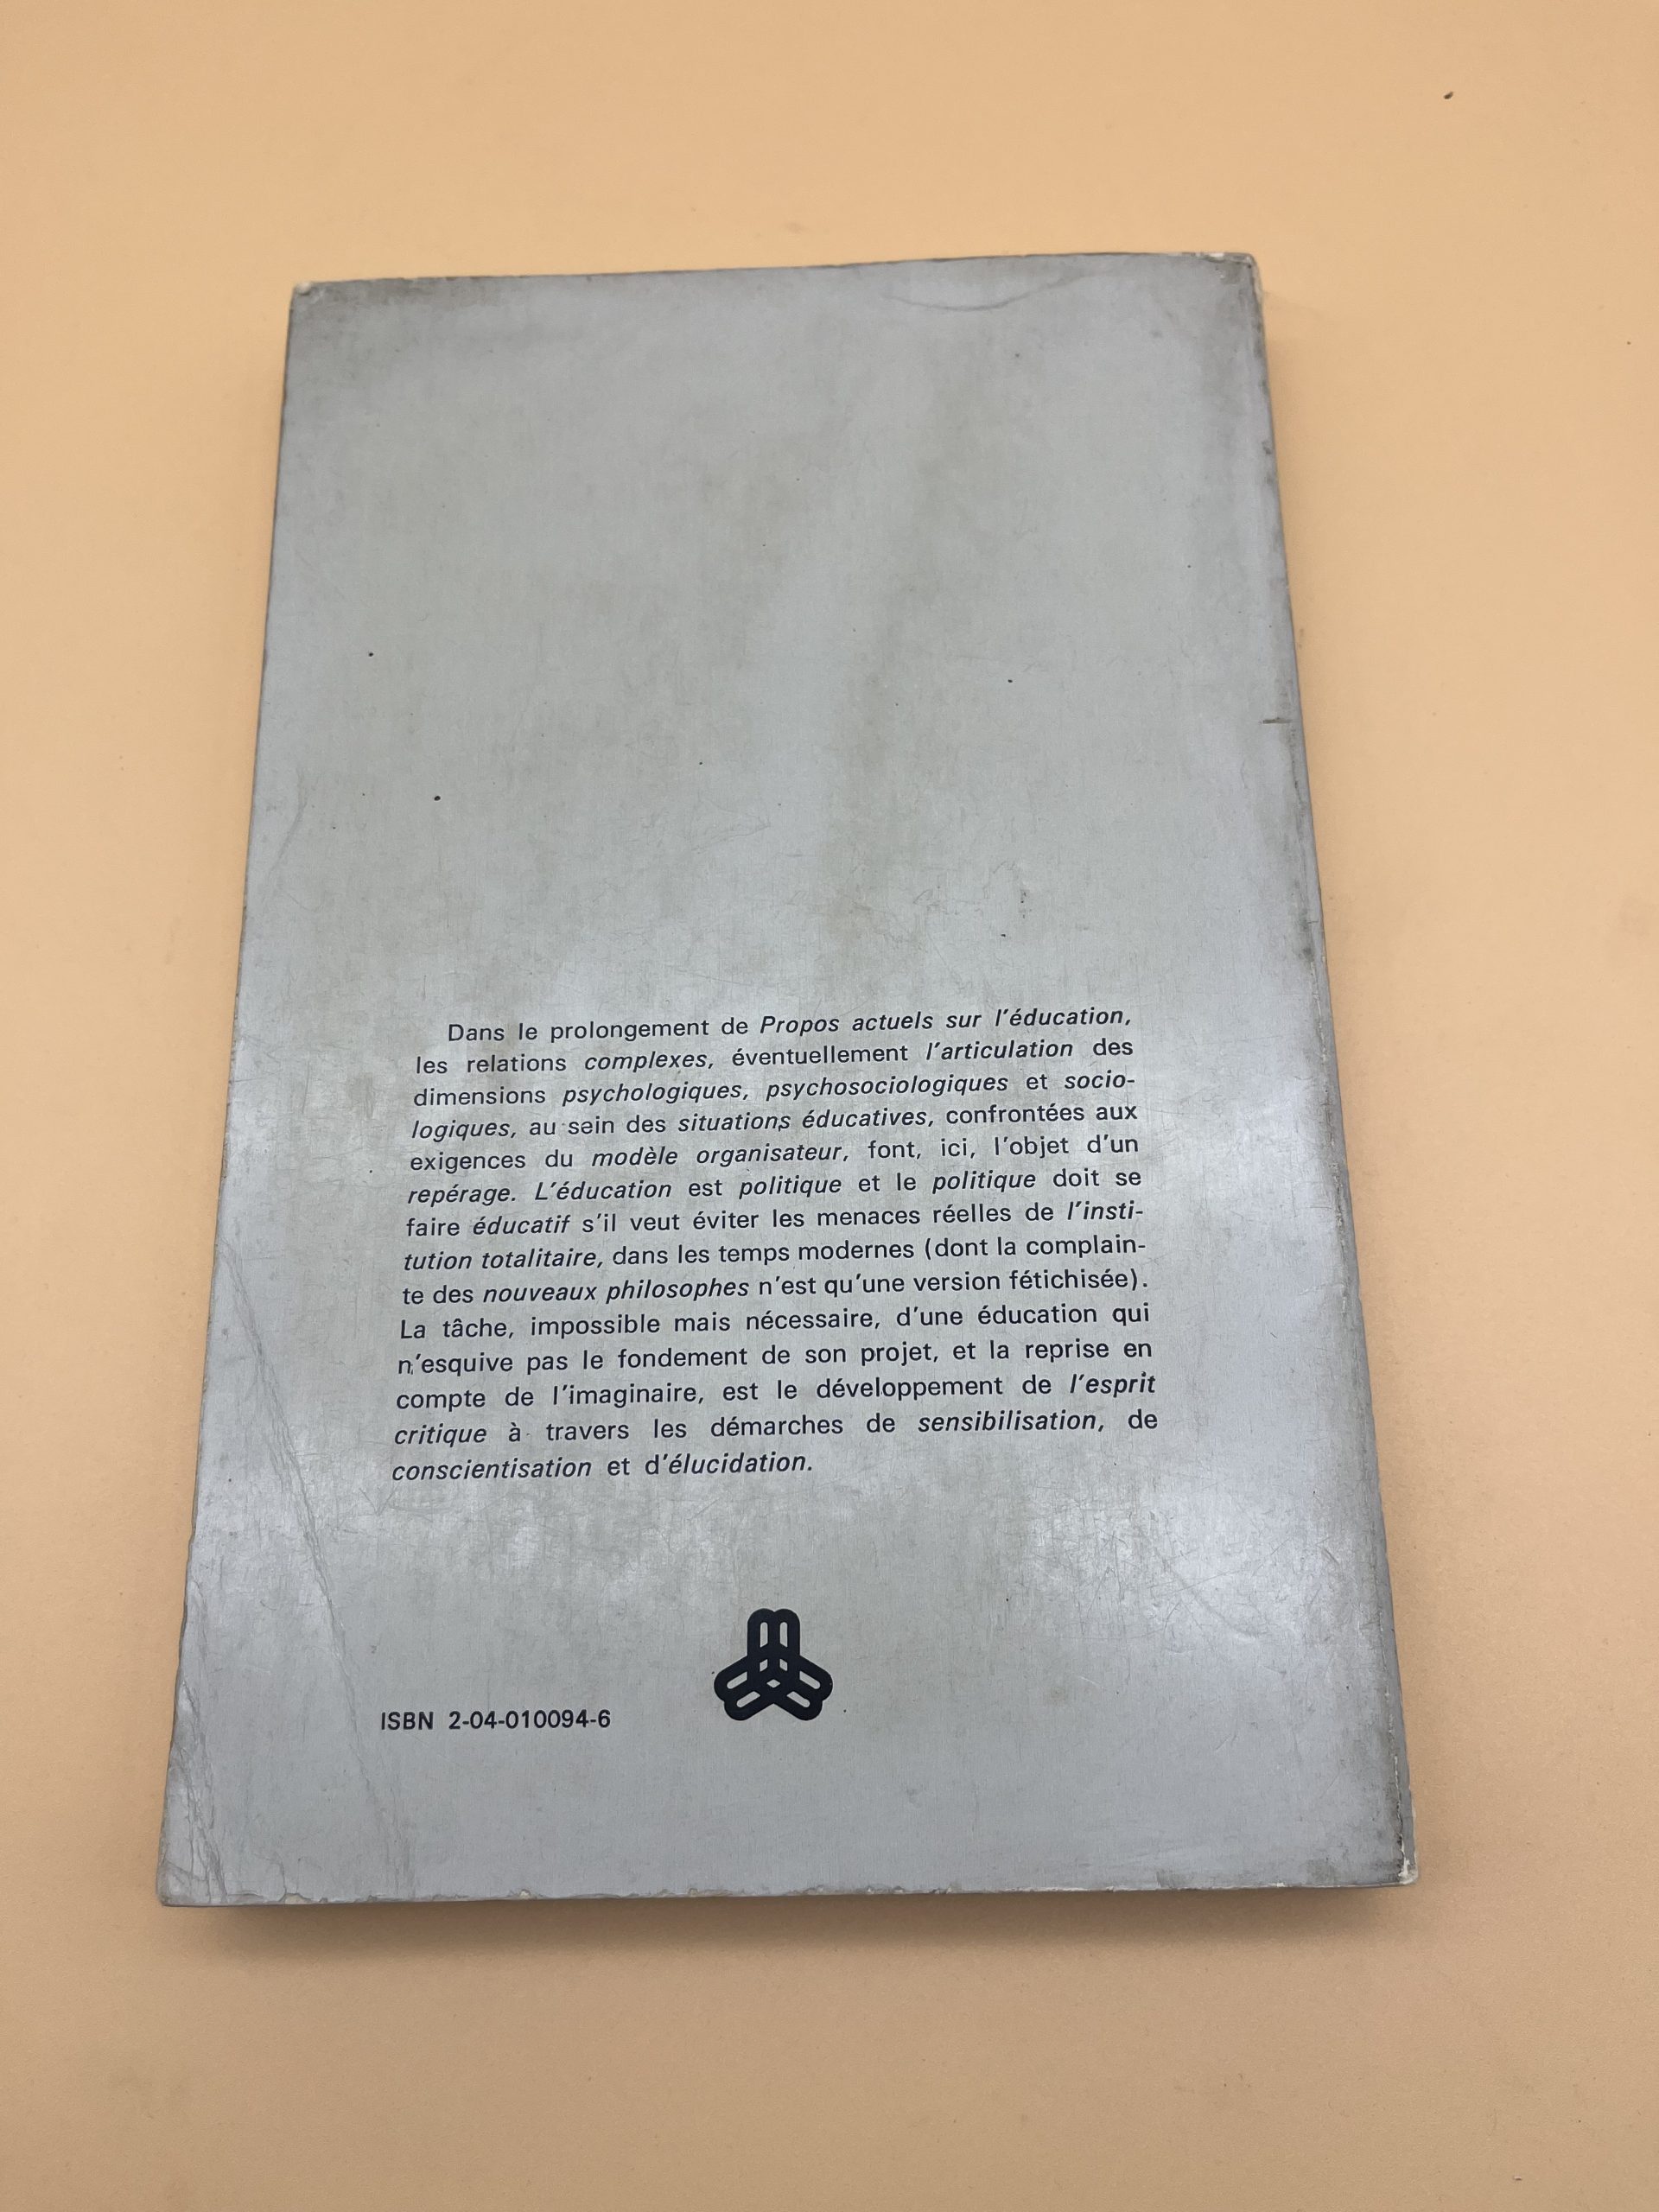 Dans le prolongement de Propos actuels sur l'éducation,
les relations complexes, éventuellement l'articulation des
dimensions psychologiques, psychosociologiques et socio-
logiques, au sein des situations éducatives, confrontées aux
exigences du modèle organisateur, font, ici, l'objet d'un
repérage. L'éducation est politique et le politique doit se
faire éducatif s'il veut éviter les menaces réelles de l'insti-
tution totalitaire, dans les temps modernes (dont la complain-
te des nouveaux philosophes n'est qu'une version fétichisée).
La tâche, impossible mais nécessaire, d'une éducation qui
n'esquive pas le fondement de son projet, et la reprise en
compte de l'imaginaire, est le développement de l'esprit
critique à travers les démarches de sensibilisation, de
conscientisation et d'élucidation.
ISBN 2-04-010094-6